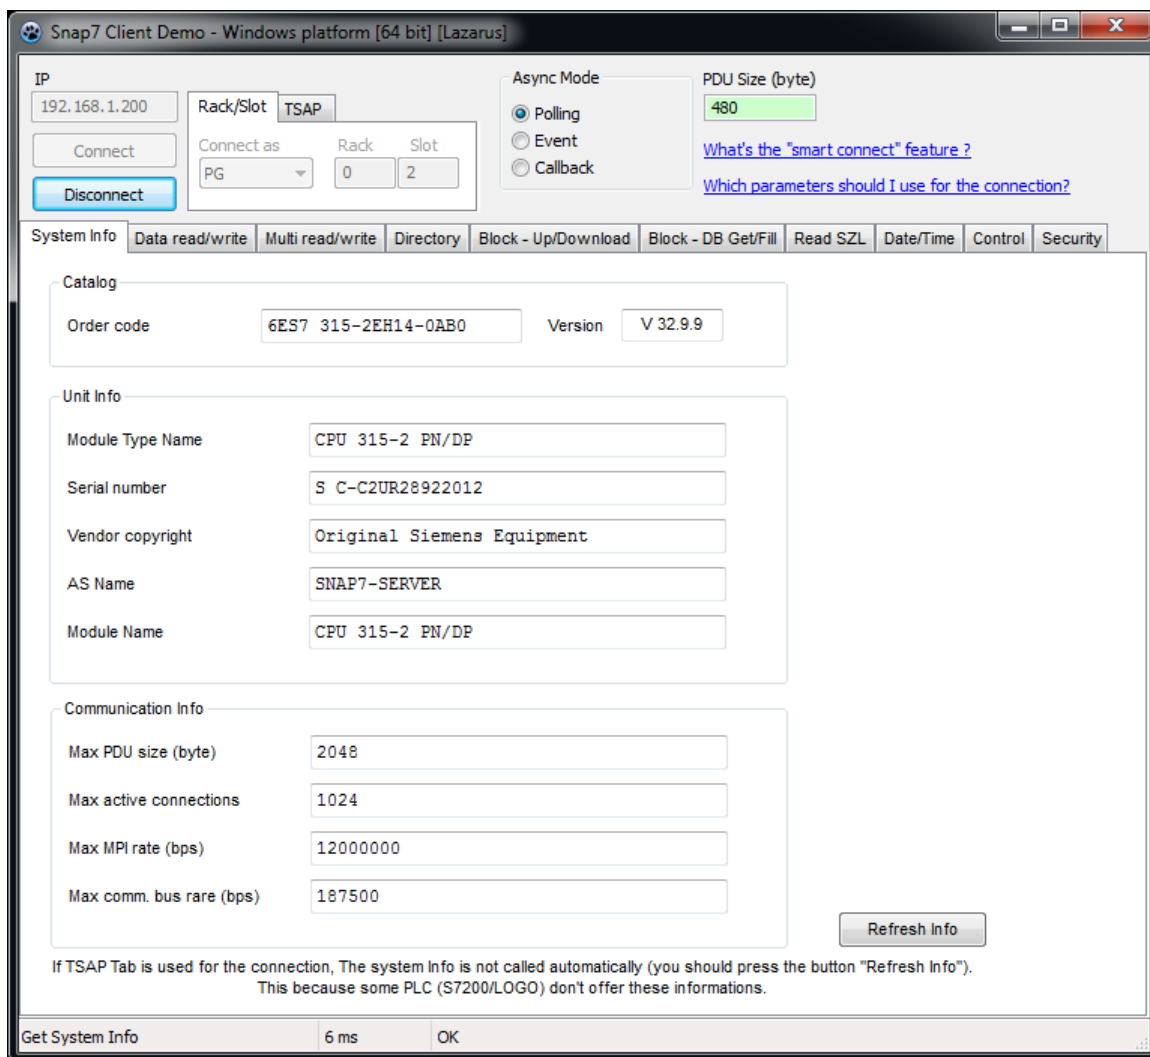 Snap7 Client Demo - Windows platform [64 bit] [Lazarus]
IP
192.168.1.200
Connect
Disconnect
Rack/Slot TSAP
Connect as Rack Slot
PG 0 2
Async Mode
Polling
Event
Callback
PDU Size (byte)
480
What's the "smart connect" feature ?
Which parameters should I use for the connection?
System Info Data read/write Multi read/write Directory Block - Up/Download Block - DB Get/Fill Read SZL Date/Time Control Security
Catalog
Order code 6ES7 315-2EH14-0AB0 Version V 32.9.9
Unit Info
Module Type Name CPU 315-2 PN/DP
Serial number S C-C2UR28922012
Vendor copyright Original Siemens Equipment
AS Name SNAP7-SERVER
Module Name CPU 315-2 PN/DP
Communication Info
Max PDU size (byte) 2048
Max active connections 1024
Max MPI rate (bps) 12000000
Max comm. bus rare (bps) 187500
Refresh Info
If TSAP Tab is used for the connection, The system Info is not called automatically (you should press the button "Refresh Info").
This because some PLC (S7200/LOGO) don't offer these informations.
Get System Info 6 ms OK